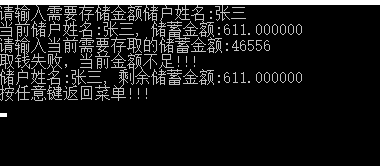 请输入需要存储金额储户姓名:张三
当前储户姓名:张三, 储蓄金额:611.000000
请输入当前需要存取的储蓄金额:46556
取钱失败, 当前金额不足!!!
储户姓名:张三, 剩余储蓄金额:611.000000
按任意键返回菜单!!!